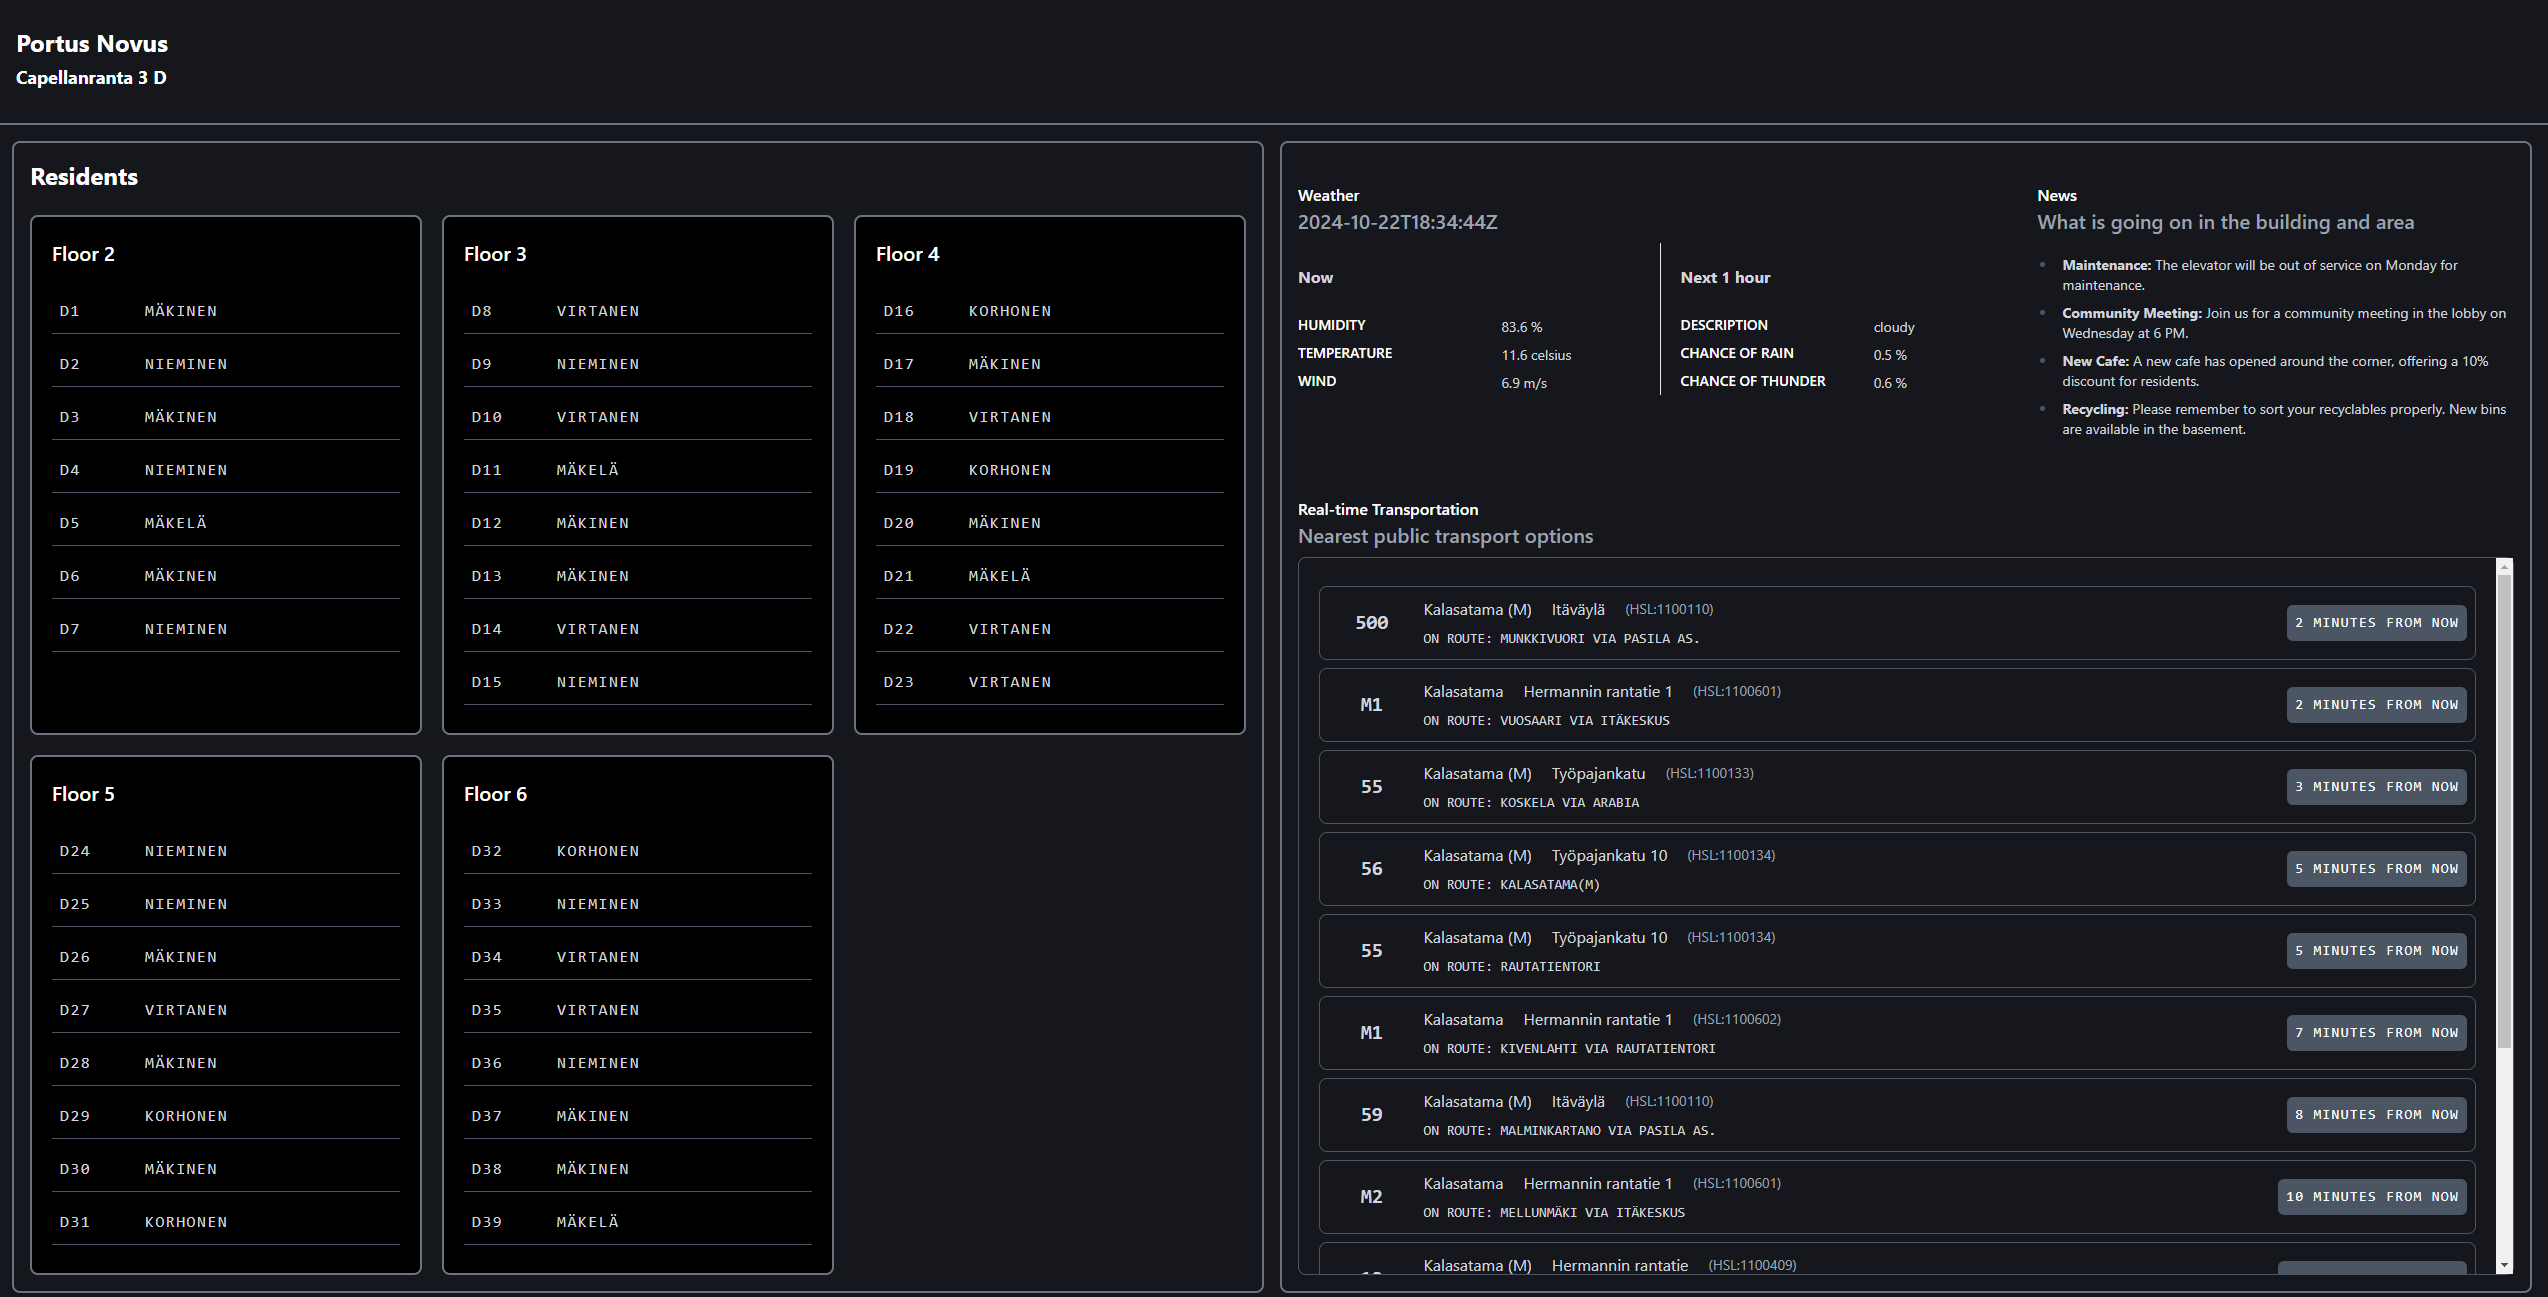 Portus Novus
Capellanranta 3 D
Residents
Floor 2
D1 MÄKINEN
D2 NIEMINEN
D3 MÄKINEN
D4 NIEMINEN
D5 MÄKELÄ
D6 MÄKINEN
D7 NIEMINEN
Floor 3
D8 VIRTANEN
D9 NIEMINEN
D10 VIRTANEN
D11 MÄKELÄ
D12 MÄKINEN
D13 MÄKINEN
D14 VIRTANEN
D15 NIEMINEN
Floor 4
D16 KORHONEN
D17 MÄKINEN
D18 VIRTANEN
D19 KORHONEN
D20 MÄKINEN
D21 MÄKELÄ
D22 VIRTANEN
D23 VIRTANEN
Floor 5
D24 NIEMINEN
D25 NIEMINEN
D26 MÄKINEN
D27 VIRTANEN
D28 MÄKINEN
D29 KORHONEN
D30 MÄKINEN
D31 KORHONEN
Floor 6
D32 KORHONEN
D33 NIEMINEN
D34 VIRTANEN
D35 VIRTANEN
D36 NIEMINEN
D37 MÄKINEN
D38 MÄKINEN
D39 MÄKELÄ
Weather
2024-10-22T18:34:44Z
Now
HUMIDITY 83.6 %
TEMPERATURE 11.6 celsius
WIND 6.9 m/s
Next 1 hour
DESCRIPTION cloudy
CHANCE OF RAIN 0.5 %
CHANCE OF THUNDER 0.6 %
News
What is going on in the building and area
Maintenance: The elevator will be out of service on Monday for
maintenance.
Community Meeting: Join us for a community meeting in the lobby on
Wednesday at 6 PM.
New Cafe: A new cafe has opened around the corner, offering a 10%
discount for residents.
Recycling: Please remember to sort your recyclables properly. New bins
are available in the basement.
Real-time Transportation
Nearest public transport options
500 Kalasatama (M) Itäväylä (HSL:1100110) 2 MINUTES FROM NOW
ON ROUTE: MUNKKIVUORI VIA PASILA AS.
M1 Kalasatama Hermannin rantatie 1 (HSL:1100601) 2 MINUTES FROM NOW
ON ROUTE: VUOSAARI VIA ITÄKESKUS
55 Kalasatama (M) Työpajankatu (HSL:1100133) 3 MINUTES FROM NOW
ON ROUTE: KOSKELA VIA ARABIA
56 Kalasatama (M) Työpajankatu 10 (HSL:1100134) 5 MINUTES FROM NOW
ON ROUTE: KALASATAMA(M)
55 Kalasatama (M) Työpajankatu 10 (HSL:1100134) 5 MINUTES FROM NOW
ON ROUTE: RAUTATIENTORI
M1 Kalasatama Hermannin rantatie 1 (HSL:1100602) 7 MINUTES FROM NOW
ON ROUTE: KIVENLAHTI VIA RAUTATIENTORI
59 Kalasatama (M) Itäväylä (HSL:1100110) 8 MINUTES FROM NOW
ON ROUTE: MALMINKARTANO VIA PASILA AS.
M2 Kalasatama Hermannin rantatie 1 (HSL:1100601) 10 MINUTES FROM NOW
ON ROUTE: MELLUNMÄKI VIA ITÄKESKUS
Kalasatama (M) Hermannin rantatie (HSL:1100409)